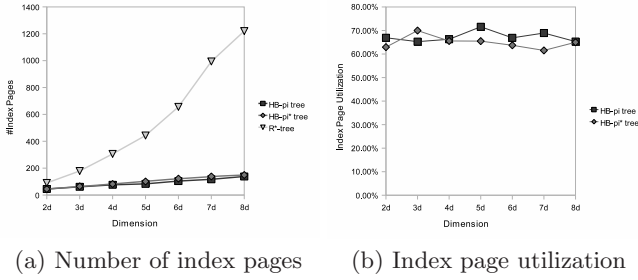 1400
1200
1000
800
600
400
200
0
#Index Pages
2d 3d 4d 5d 6d 7d 8d
Dimension
HB-pi tree
HB-pi* tree
R*-tree
(a) Number of index pages
80.00%
70.00%
60.00%
50.00%
40.00%
30.00%
20.00%
10.00%
0.00%
Index Page Utilization
2d 3d 4d 5d 6d 7d 8d
Dimension
HB-pi tree
HB-pi* tree
(b) Index page utilization